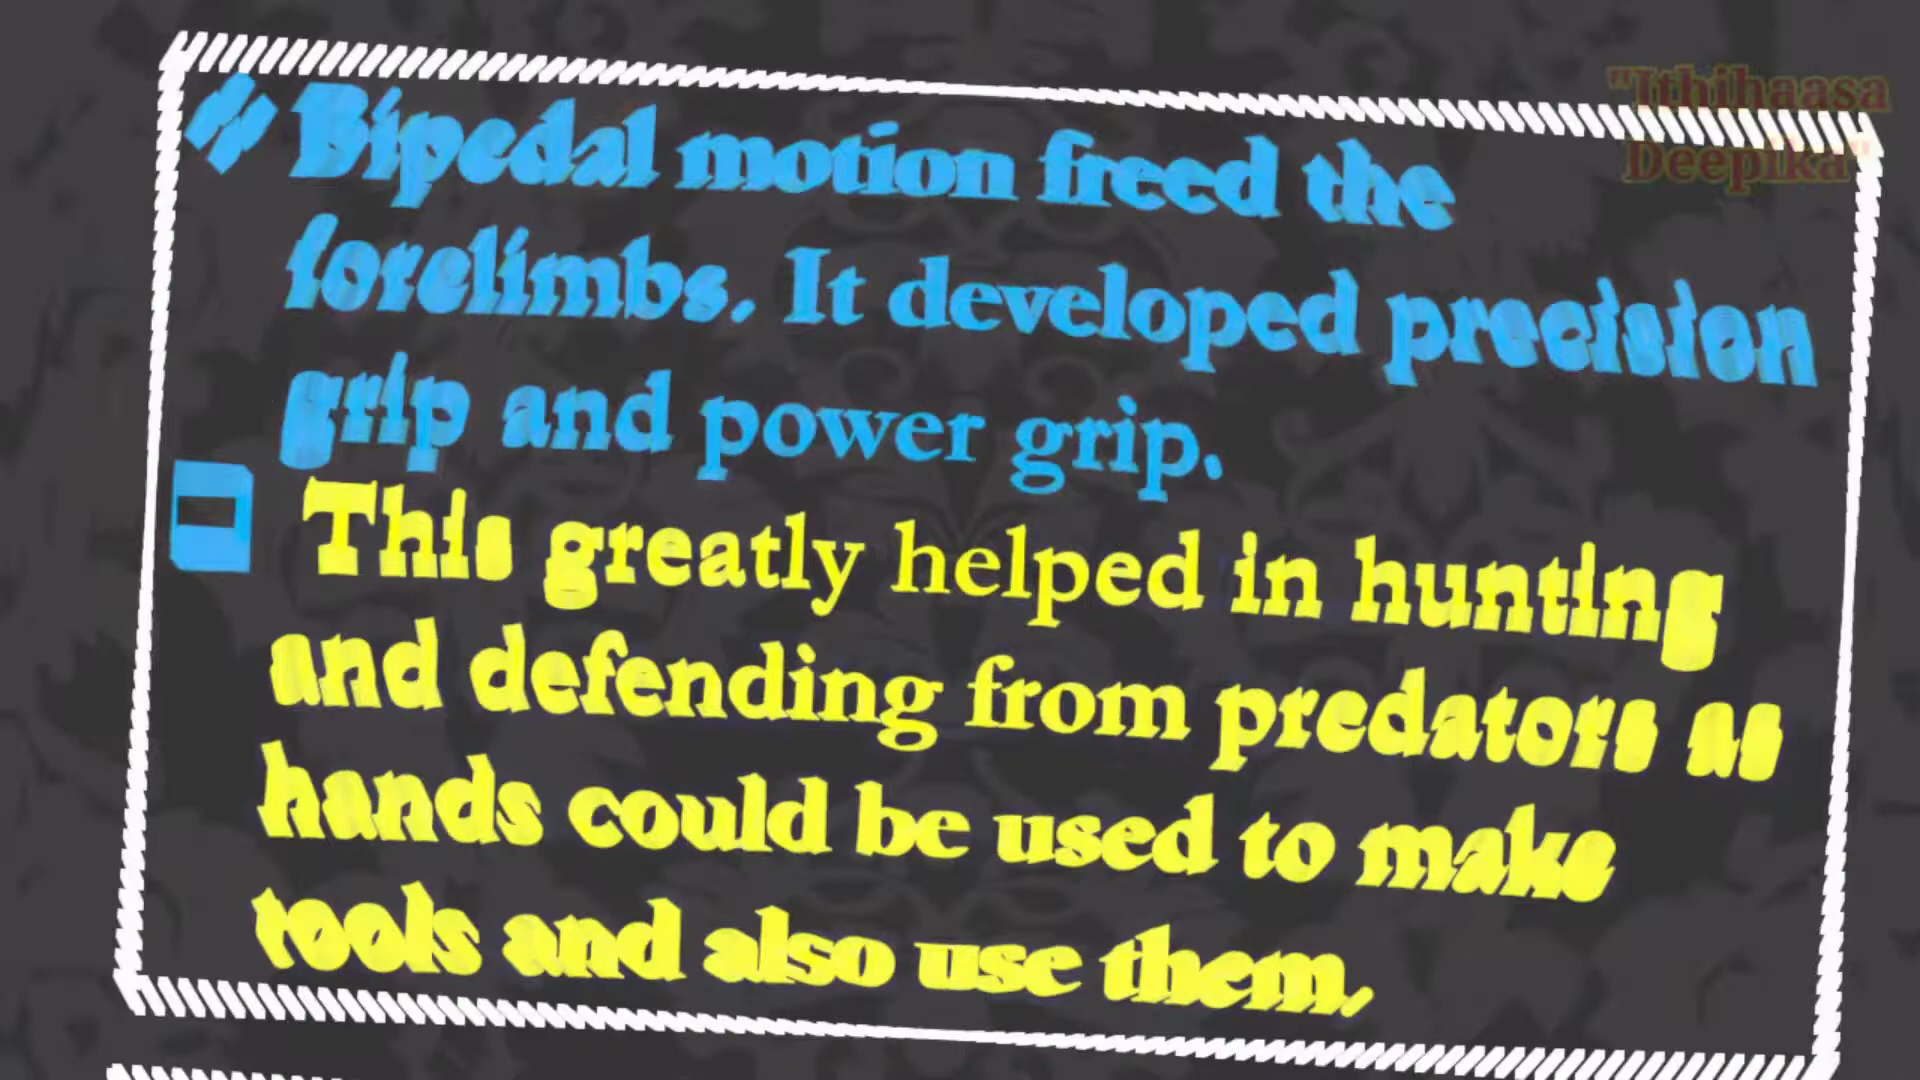 "Ithihaasa
Deepika"
Bipedal motion freed the
forelimbs. It developed precision
grip and power grip.
This greatly helped in hunting
and defending from predators as
hands could be used to make
tools and also use them.